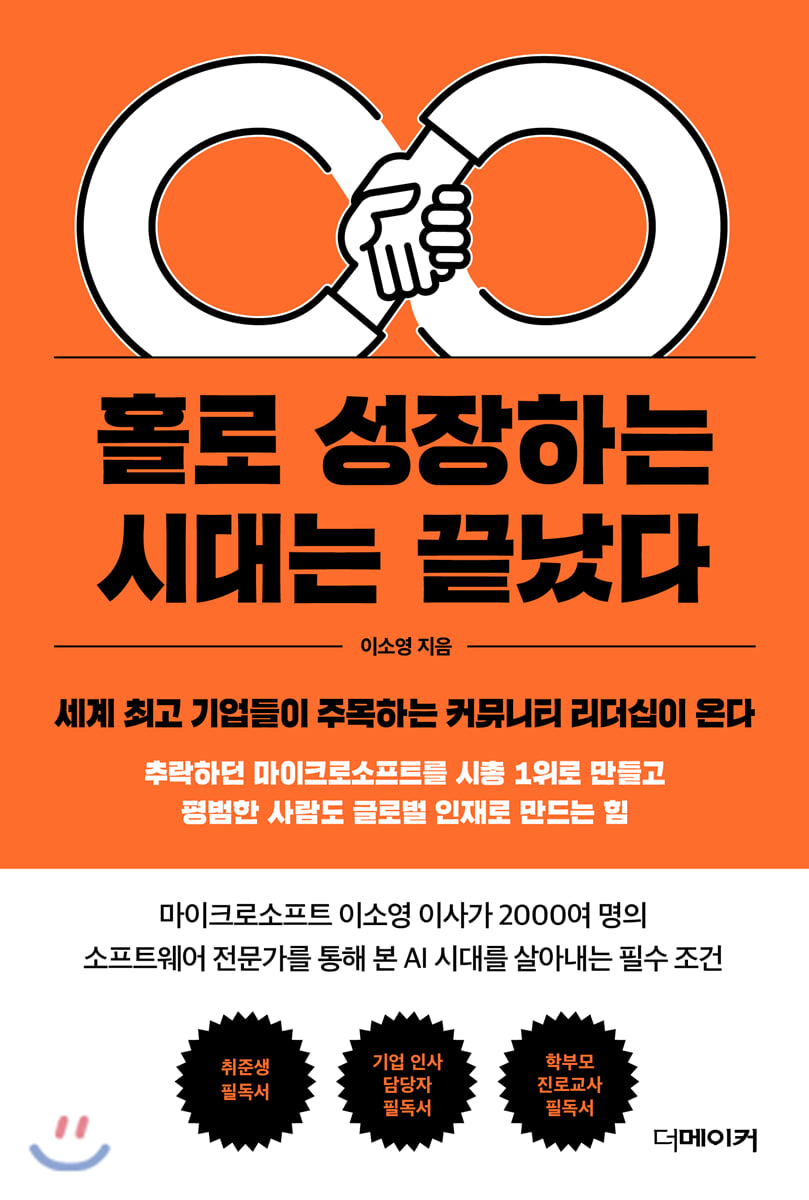 홀로 성장하는
시대는 끝났다
이소영 지음
세계 최고 기업들이 주목하는 커뮤니티 리더십이 온다
추락하던 마이크로소프트를 시총 1위로 만들고
평범한 사람도 글로벌 인재로 만드는 힘
마이크로소프트 이소영 이사가 2000여 명의
소프트웨어 전문가를 통해 본 AI 시대를 살아내는 필수 조건
취준생
필독서
기업 인사
담당자
필독서
학부모
진로교사
필독서
더메이커